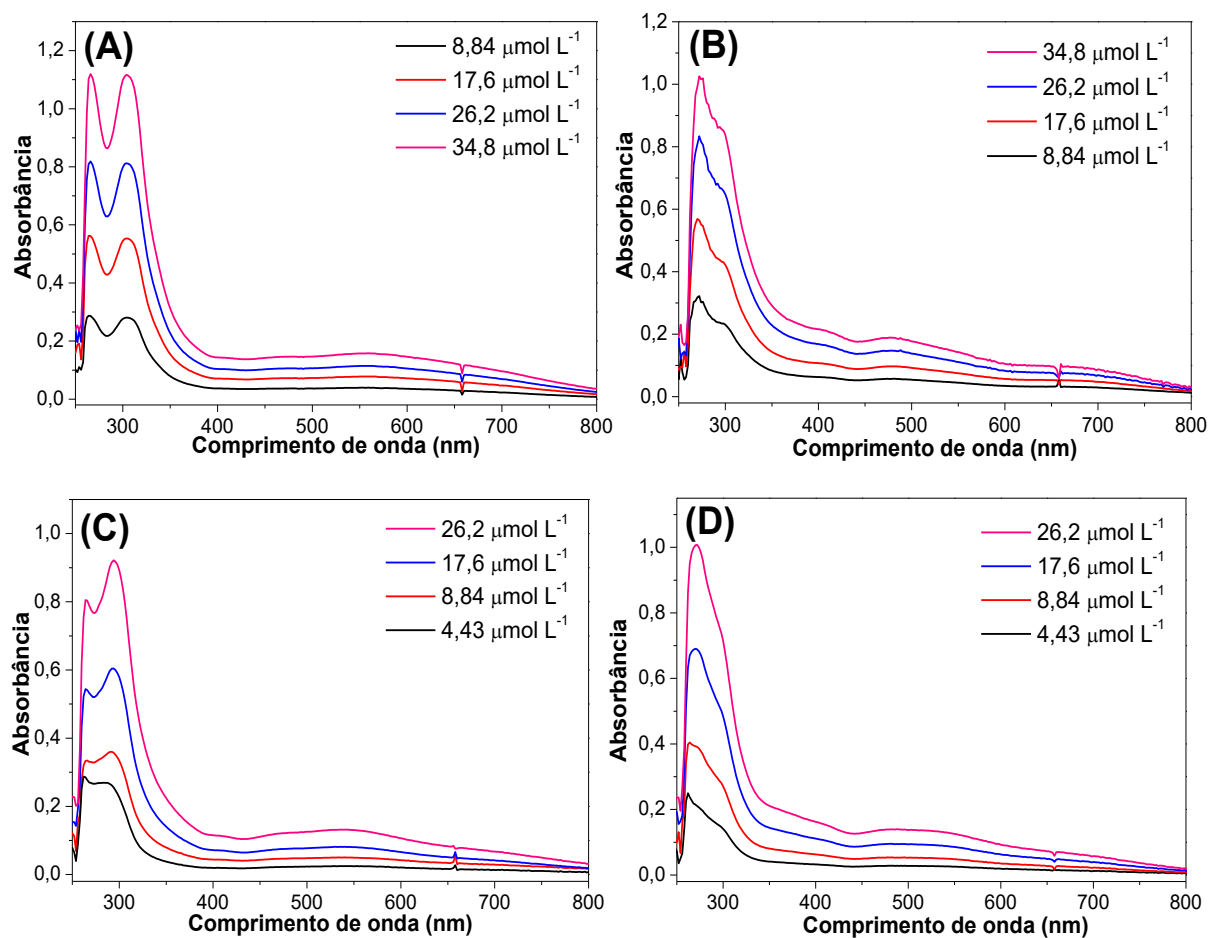 (A)
8,84 μmol L⁻¹
17,6 μmol L⁻¹
26,2 μmol L⁻¹
34,8 μmol L⁻¹
1,2
1,0
0,8
0,6
0,4
0,2
0,0
Absorbância
300 400 500 600 700 800
Comprimento de onda (nm)
(B)
34,8 μmol L⁻¹
26,2 μmol L⁻¹
17,6 μmol L⁻¹
8,84 μmol L⁻¹
1,2
1,0
0,8
0,6
0,4
0,2
0,0
Absorbância
300 400 500 600 700 800
Comprimento de onda (nm)
(C)
26,2 μmol L⁻¹
17,6 μmol L⁻¹
8,84 μmol L⁻¹
4,43 μmol L⁻¹
1,0
0,8
0,6
0,4
0,2
0,0
Absorbância
300 400 500 600 700 800
Comprimento de onda (nm)
(D)
26,2 μmol L⁻¹
17,6 μmol L⁻¹
8,84 μmol L⁻¹
4,43 μmol L⁻¹
1,0
0,8
0,6
0,4
0,2
0,0
Absorbância
300 400 500 600 700 800
Comprimento de onda (nm)